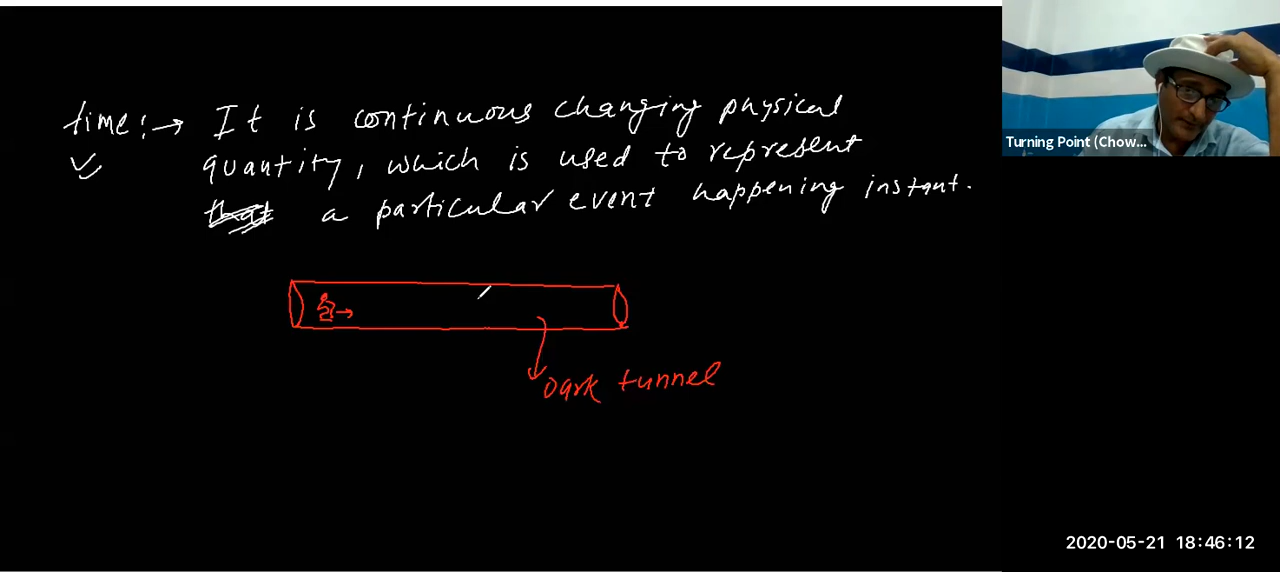 time:→ It is continuous changing physical
quantity, which is used to represent
a particular event happening instant.
Dark tunnel
Turning Point (Chow...
2020-05-21 18:46:12